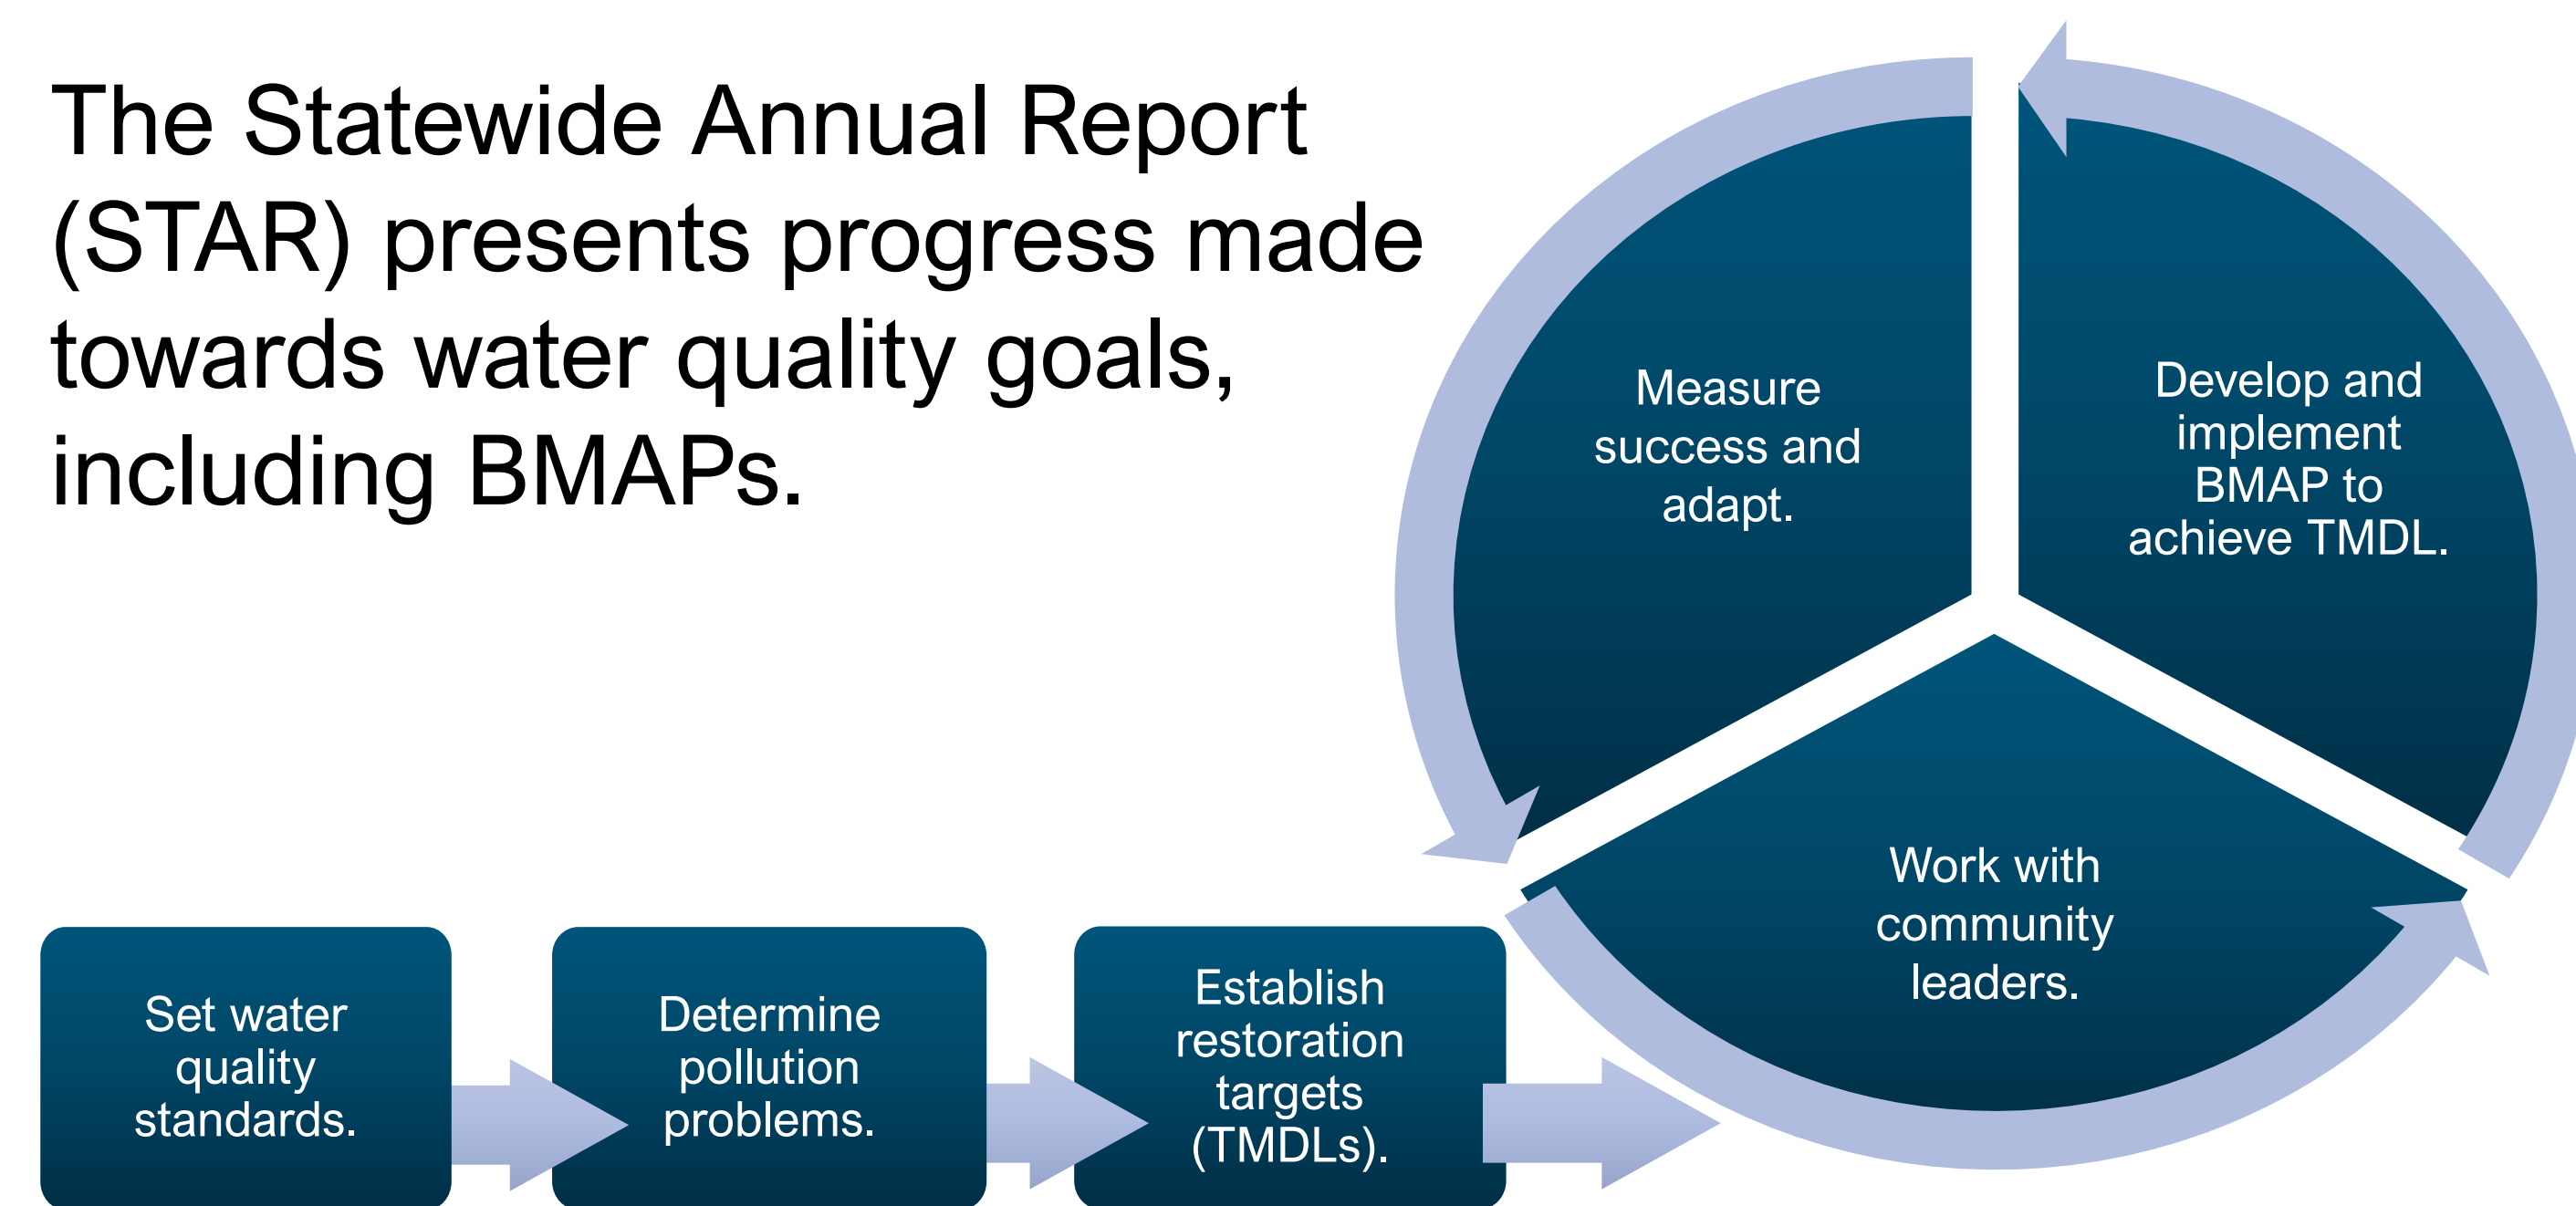 The Statewide Annual Report
(STAR) presents progress made
towards water quality goals,
including BMAPs.
Measure
success and
adapt.
Develop and
implement
BMAP to
achieve TMDL.
Work with
community
leaders.
Set water
quality
standards.
Determine
pollution
problems.
Establish
restoration
targets
(TMDLs).